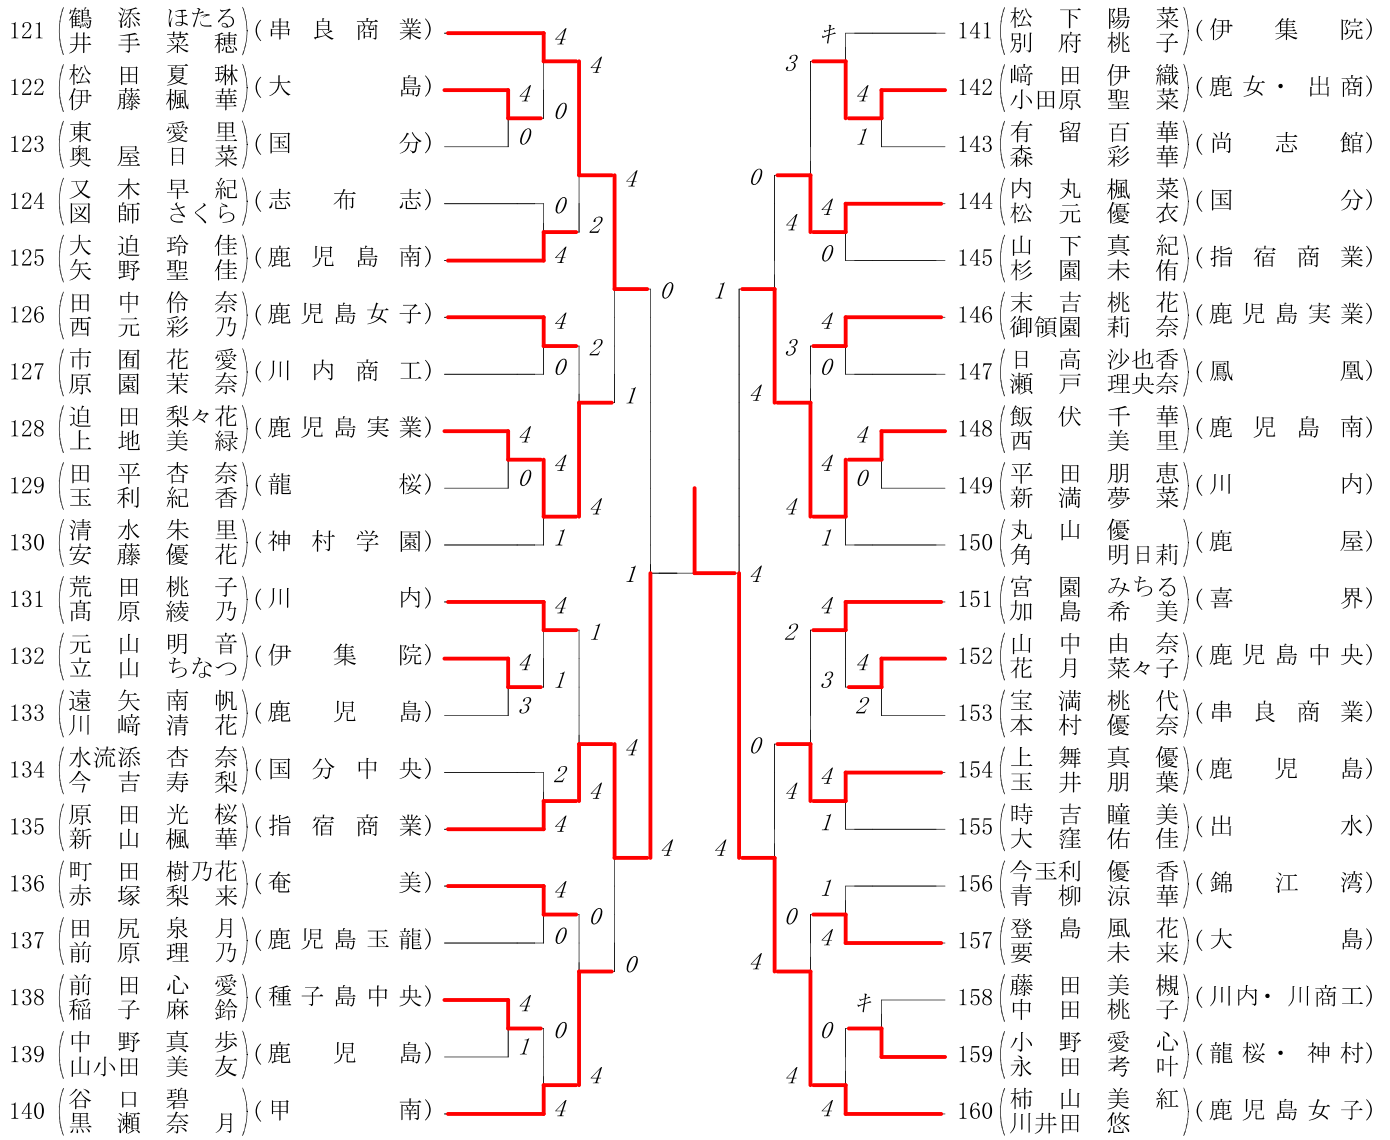 121 (鶴添ほたる 井手菜穂) (串良商業)
122 (松田夏琳 伊藤楓華) (大島)
123 (東愛里 奥屋日菜) (国分)
124 (又木早紀 図師さくら) (志布志)
125 (大迫玲佳 矢野聖佳) (鹿児島南)
126 (田中伶奈 西元彩乃) (鹿児島女子)
127 (市囿花愛 原園茉奈) (川内商工)
128 (迫田梨々花 上地美緑) (鹿児島実業)
129 (田平杏奈 玉利紀香) (龍桜)
130 (清水朱里 安藤優花) (神村学園)
131 (荒田桃子 髙原綾乃) (川内)
132 (元山明音 立山ちなつ) (伊集院)
133 (遠矢南帆 川﨑清花) (鹿児島)
134 (水流添杏奈 今吉寿梨) (国分中央)
135 (原田光桜 新山楓華) (指宿商業)
136 (町田樹乃花 赤塚梨来) (奄美)
137 (田尻泉月 前原理乃) (鹿児島玉龍)
138 (前田心愛 稲子麻鈴) (種子島中央)
139 (中野真歩 山小田美友) (鹿児島)
140 (谷口碧 黒瀬奈月) (甲南)
4
4
4
0
0
0
4
2
4
0
4
2
0
1
4
0
4
4
1
4
1
4
1
3
1
4
2
4
4
4
4
0
0
0
4
1
0
4
4
キ
3
4
1
0
4
4
0
1
4
3
0
4
4
4
0
1
4
4
2
4
3
2
0
4
4
1
4
1
0
4
4
キ
0
4
4
141 (松下陽菜 別府桃子) (伊集院)
142 (﨑田伊織 小田原聖菜) (鹿女・出商)
143 (有留百華 森彩華) (尚志館)
144 (内丸楓菜 松元優衣) (国分)
145 (山下真紀 杉園未侑) (指宿商業)
146 (末吉桃花 御領園莉奈) (鹿児島実業)
147 (日高沙也香 瀬戸理央奈) (鳳凰)
148 (飯伏千華 西美里) (鹿児島南)
149 (平田朋恵 新満夢菜) (川内)
150 (丸山優 角明日莉) (鹿屋)
151 (宮園みちる 加島希美) (喜界)
152 (山中由奈 花月菜々子) (鹿児島中央)
153 (宝満桃代 本村優奈) (串良商業)
154 (上舞真優 玉井朋葉) (鹿児島)
155 (時吉瞳美 大窪佑佳) (出水)
156 (今玉利優香 青柳涼華) (錦江湾)
157 (登島風花 要未来) (大島)
158 (藤田美槻 中田桃子) (川内・川商工)
159 (小野愛心 永田考叶) (龍桜・神村)
160 (柿山美紅 川井田悠) (鹿児島女子)